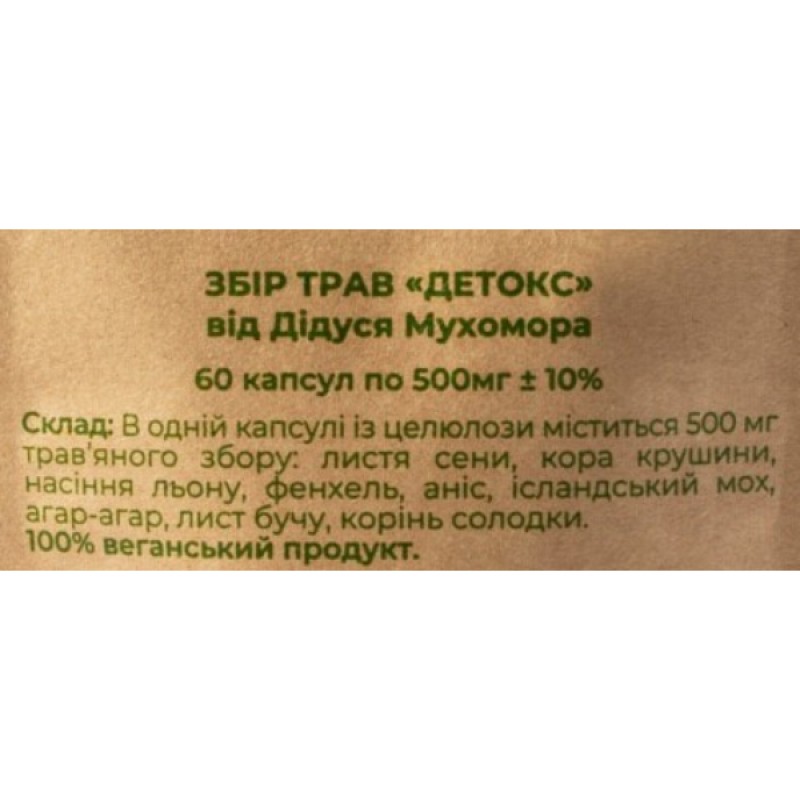 ЗБІР ТРАВ «ДЕТОКС»
від Дідуся Мухомора
60 капсул по 500мг ± 10%
Склад: В одній капсулі із целюлози міститься 500 мг
трав'яного збору: листя сени, кора крушини,
насіння льону, фенхель, аніс, ісландський мох,
агар-агар, лист бучу, корінь солодки.
100% веганський продукт.